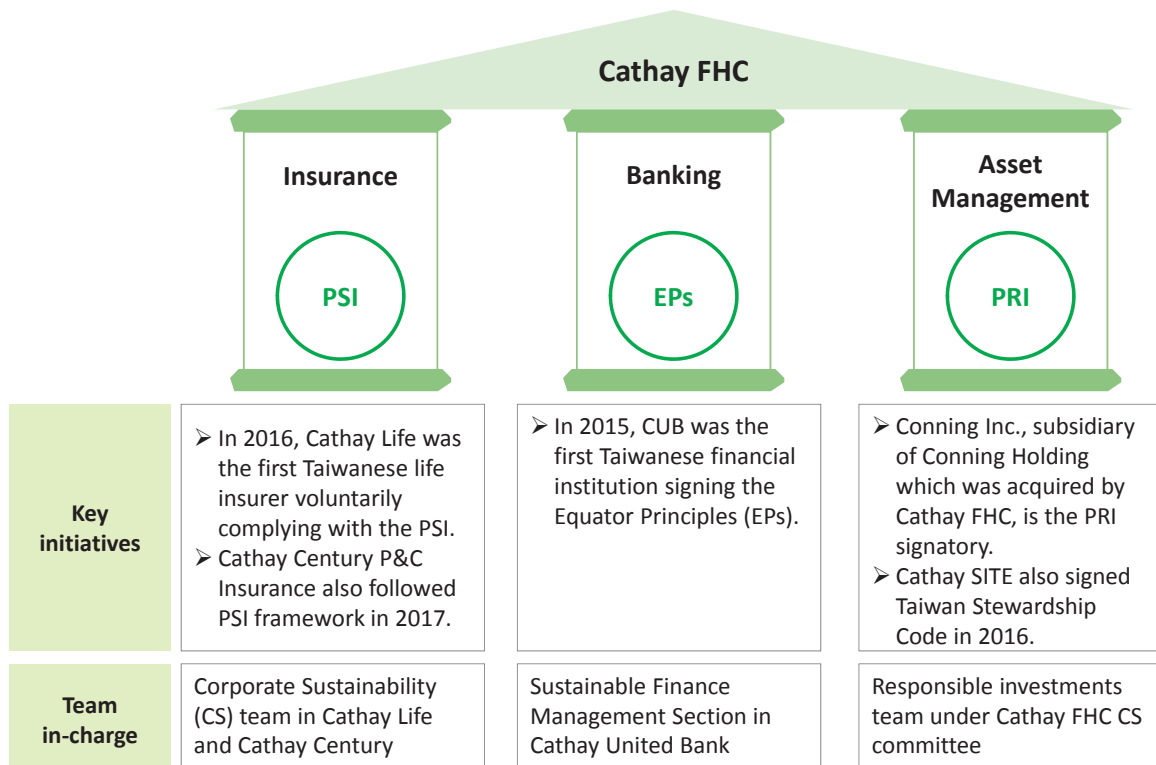 Cathay FHC
Insurance
Banking
Asset
Management
PSI
EPs
PRI
Key
initiatives
➢ In 2016, Cathay Life was
the first Taiwanese life
insurer voluntarily
complying with the PSI.
➢ Cathay Century P&C
Insurance also followed
PSI framework in 2017.
➢ In 2015, CUB was the
first Taiwanese financial
institution signing the
Equator Principles (EPs).
➢ Conning Inc., subsidiary
of Conning Holding
which was acquired by
Cathay FHC, is the PRI
signatory.
➢ Cathay SITE also signed
Taiwan Stewardship
Code in 2016.
Team
in-charge
Corporate Sustainability
(CS) team in Cathay Life
and Cathay Century
Sustainable Finance
Management Section in
Cathay United Bank
Responsible investments
team under Cathay FHC CS
committee